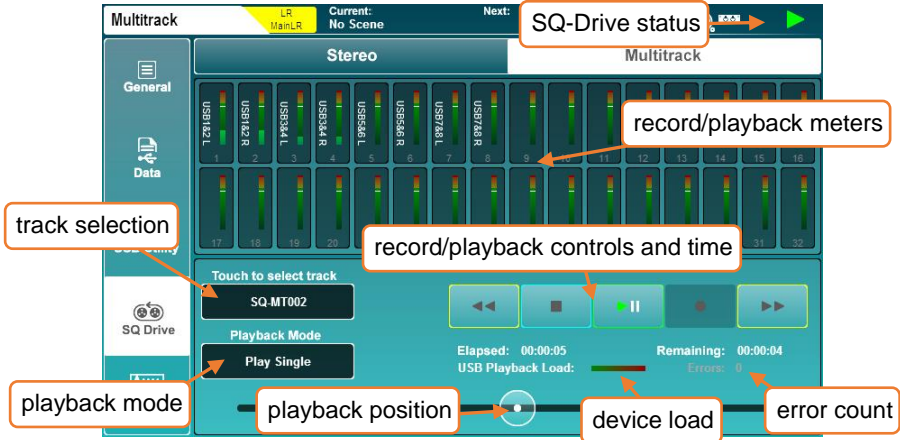 Multitrack
LR
MainLR
Current:
No Scene
Next:
SQ-Drive status
General
Data
USB Utility
SQ Drive
Stereo
Multitrack
USB1&2 L
USB1&2 R
USB3&4 L
USB3&4 R
USB5&6 L
USB5&6 R
USB7&8 L
USB7&8 R
record/playback meters
1 2 3 4 5 6 7 8 9 10 11 12 13 14 15 16
track selection
record/playback controls and time
17 18 19 20 31 32
Touch to select track
SQ-MT002
Playback Mode
Play Single
Elapsed: 00:00:05
Remaining: 00:00:04
USB Playback Load:
Errors: 0
playback mode
playback position
device load
error count